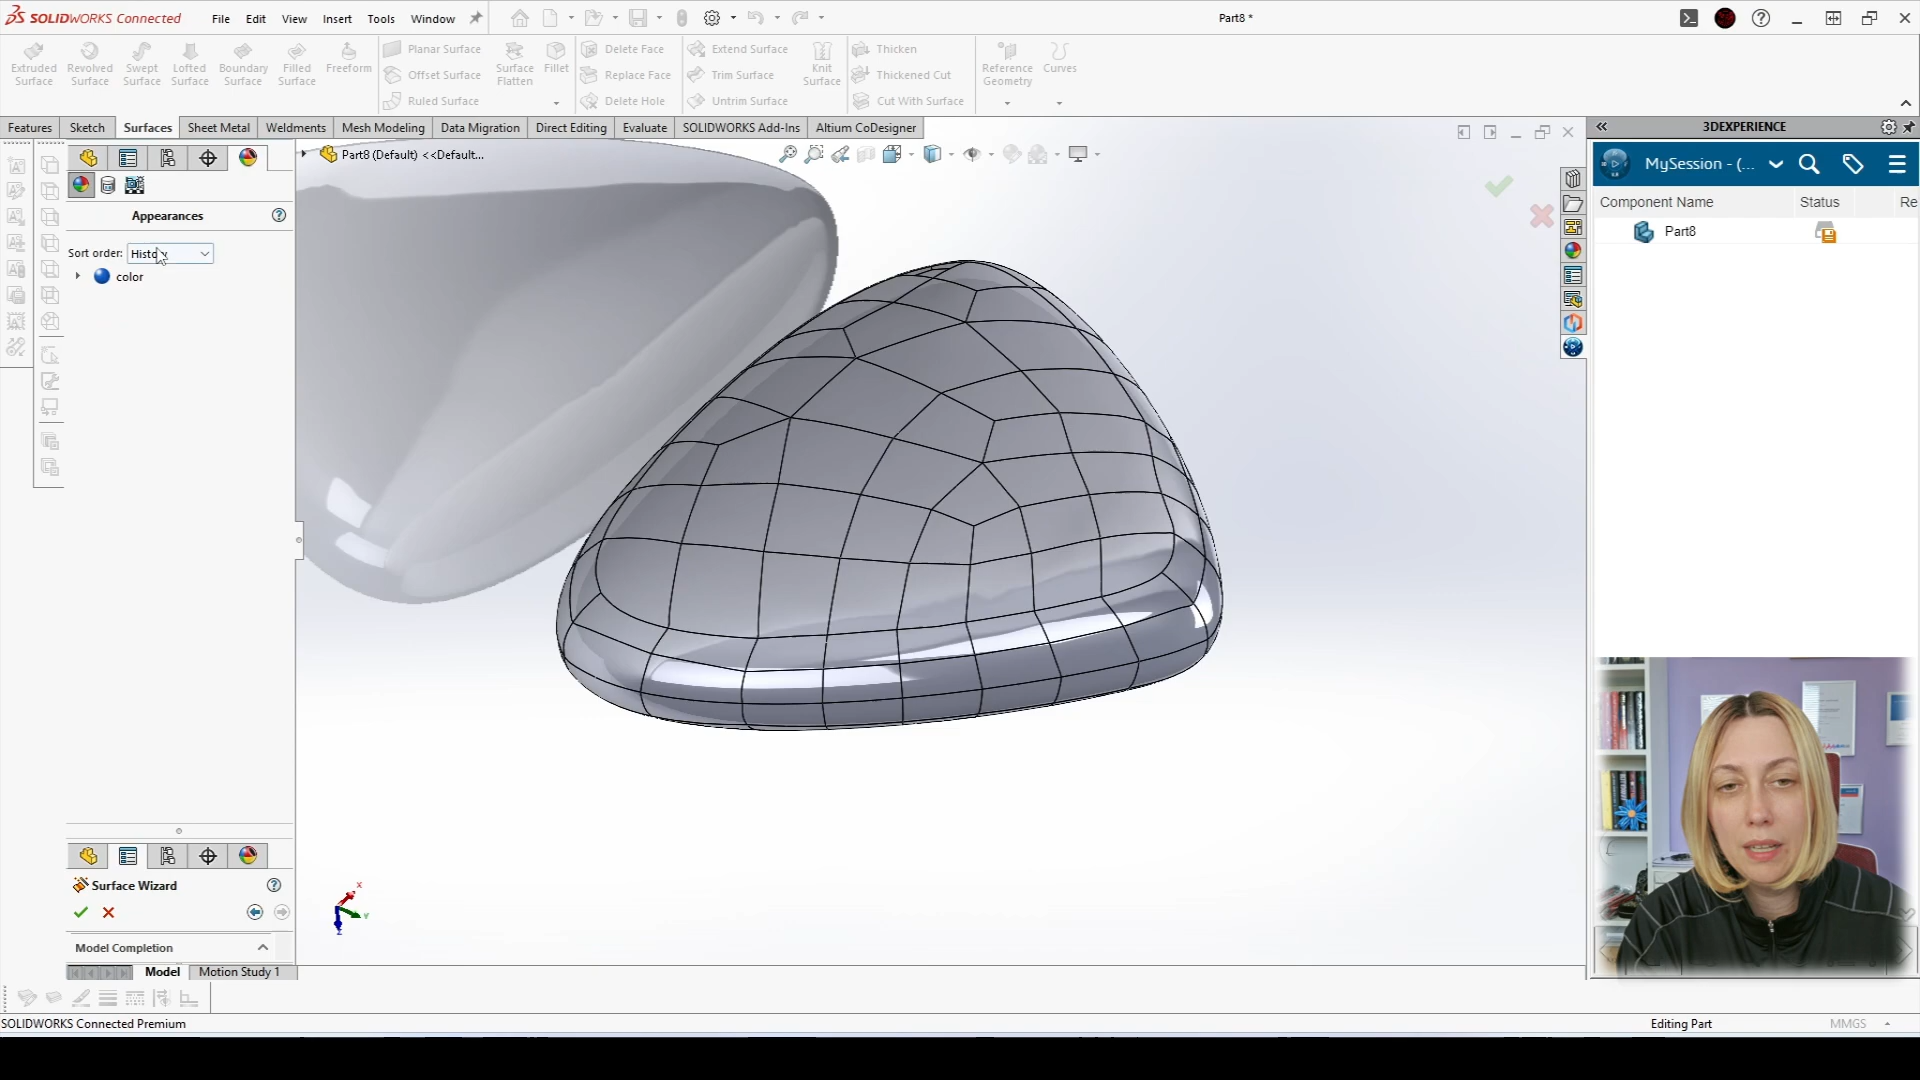 SOLIDWORKS Connected
File Edit View Insert Tools Window
Part8 *
Extruded Surface
Revolved Surface
Swept Surface
Lofted Surface
Boundary Surface
Filled Surface
Freeform
Planar Surface
Offset Surface
Ruled Surface
Surface Flatten
Fillet
Delete Face
Replace Face
Delete Hole
Extend Surface
Trim Surface
Untrim Surface
Knit Surface
Thicken
Thickened Cut
Cut With Surface
Reference Geometry
Curves
Features Sketch Surfaces Sheet Metal Weldments Mesh Modeling Data Migration Direct Editing Evaluate SOLIDWORKS Add-Ins Altium CoDesigner
3DEXPERIENCE
Part8 (Default) <<Default...
MySession - (...
Component Name Status Re
Part8
Appearances
Sort order: History
color
Surface Wizard
Model Completion
Model Motion Study 1
SOLIDWORKS Connected Premium
Editing Part
MMGS
X
Y
Z